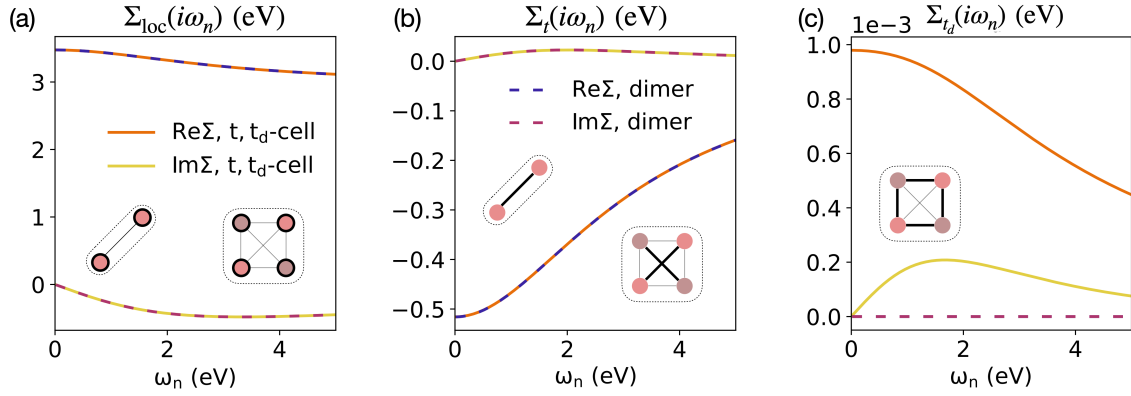 (a) Σloc(iωn) (eV)
3
2
1
0
ReΣ, t, td-cell
ImΣ, t, td-cell
0 2 4
ωn (eV)
(b) Σt(iωn) (eV)
0.0
−0.1
−0.2
−0.3
−0.4
−0.5
ReΣ, dimer
ImΣ, dimer
0 2 4
ωn (eV)
(c) Σtd(iωn) (eV)
1e−3
1.0
0.8
0.6
0.4
0.2
0.0
0 2 4
ωn (eV)